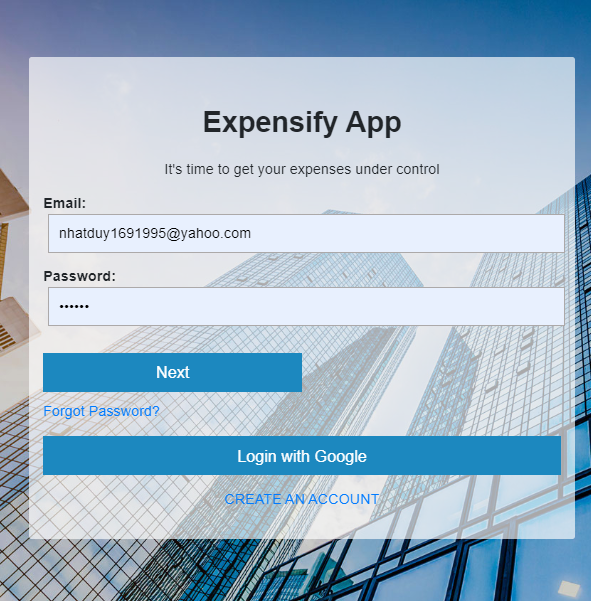 Expensify App
It's time to get your expenses under control
Email:
nhatduy1691995@yahoo.com
Password:
••••••
Next
Forgot Password?
Login with Google
CREATE AN ACCOUNT